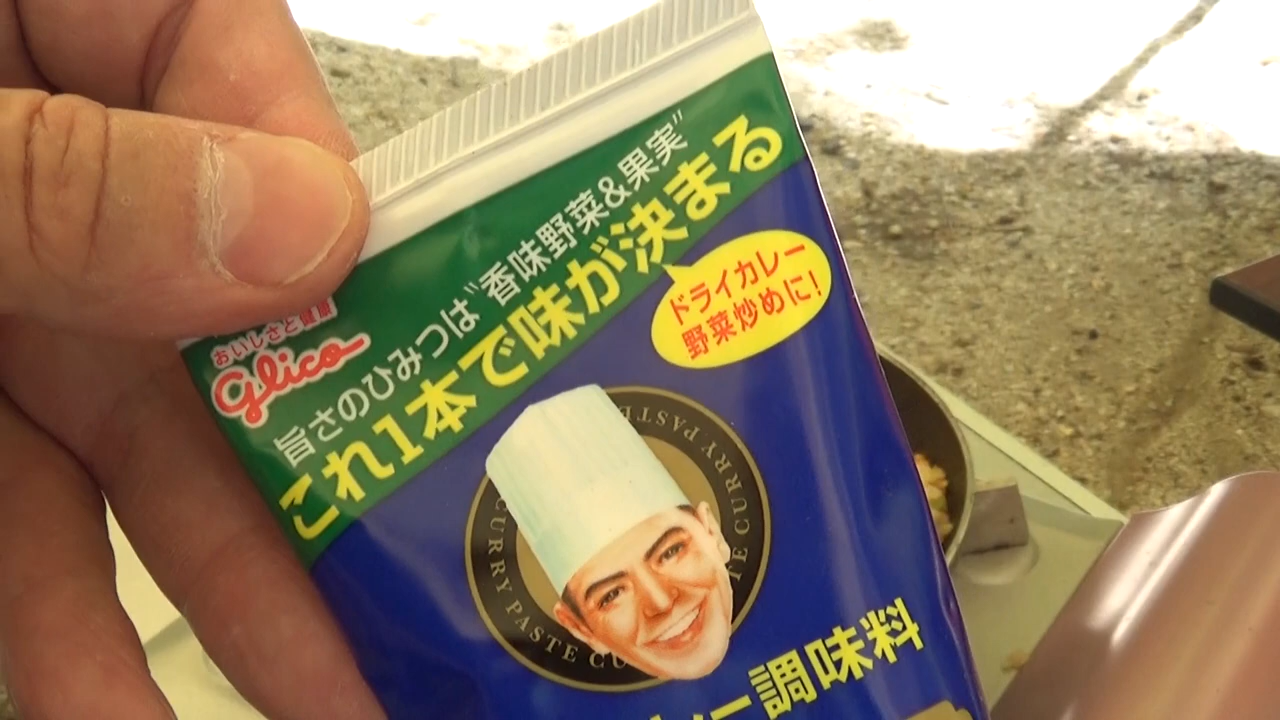 おいしさと健康
glico
旨さのひみつは"香味野菜&果実"
これ1本で味が決まる
ドライカレー
野菜炒めに!
CURRY PASTE CURRY PASTE
ー調味料